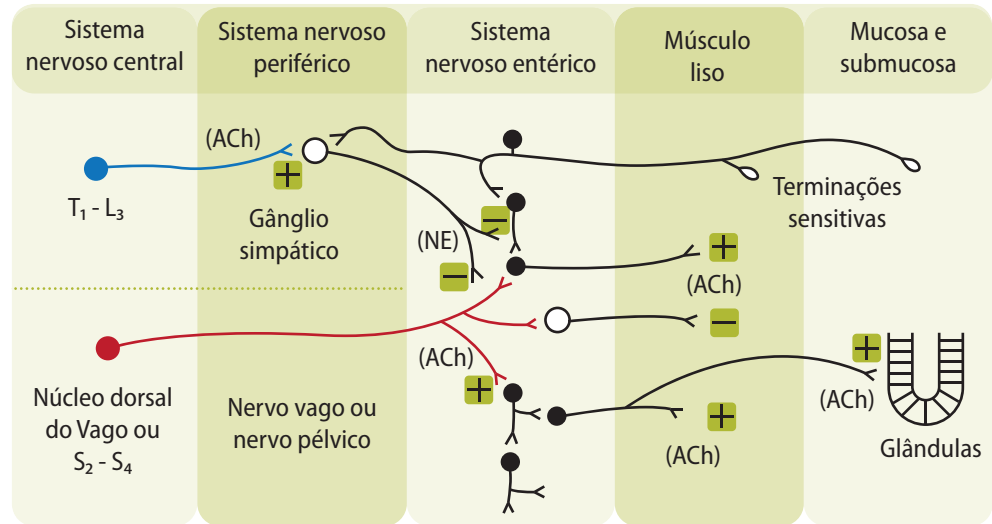 Sistema
nervoso central
Sistema nervoso
periférico
Sistema
nervoso entérico
Músculo
liso
Mucosa e
submucosa
(ACh)
+
T₁ - L₃
Gânglio
simpático
(NE)
−
−
Terminações
sensitivas
+
(ACh)
−
(ACh)
+
Núcleo dorsal
do Vago ou
S₂ - S₄
Nervo vago ou
nervo pélvico
+
(ACh)
+
(ACh)
Glândulas